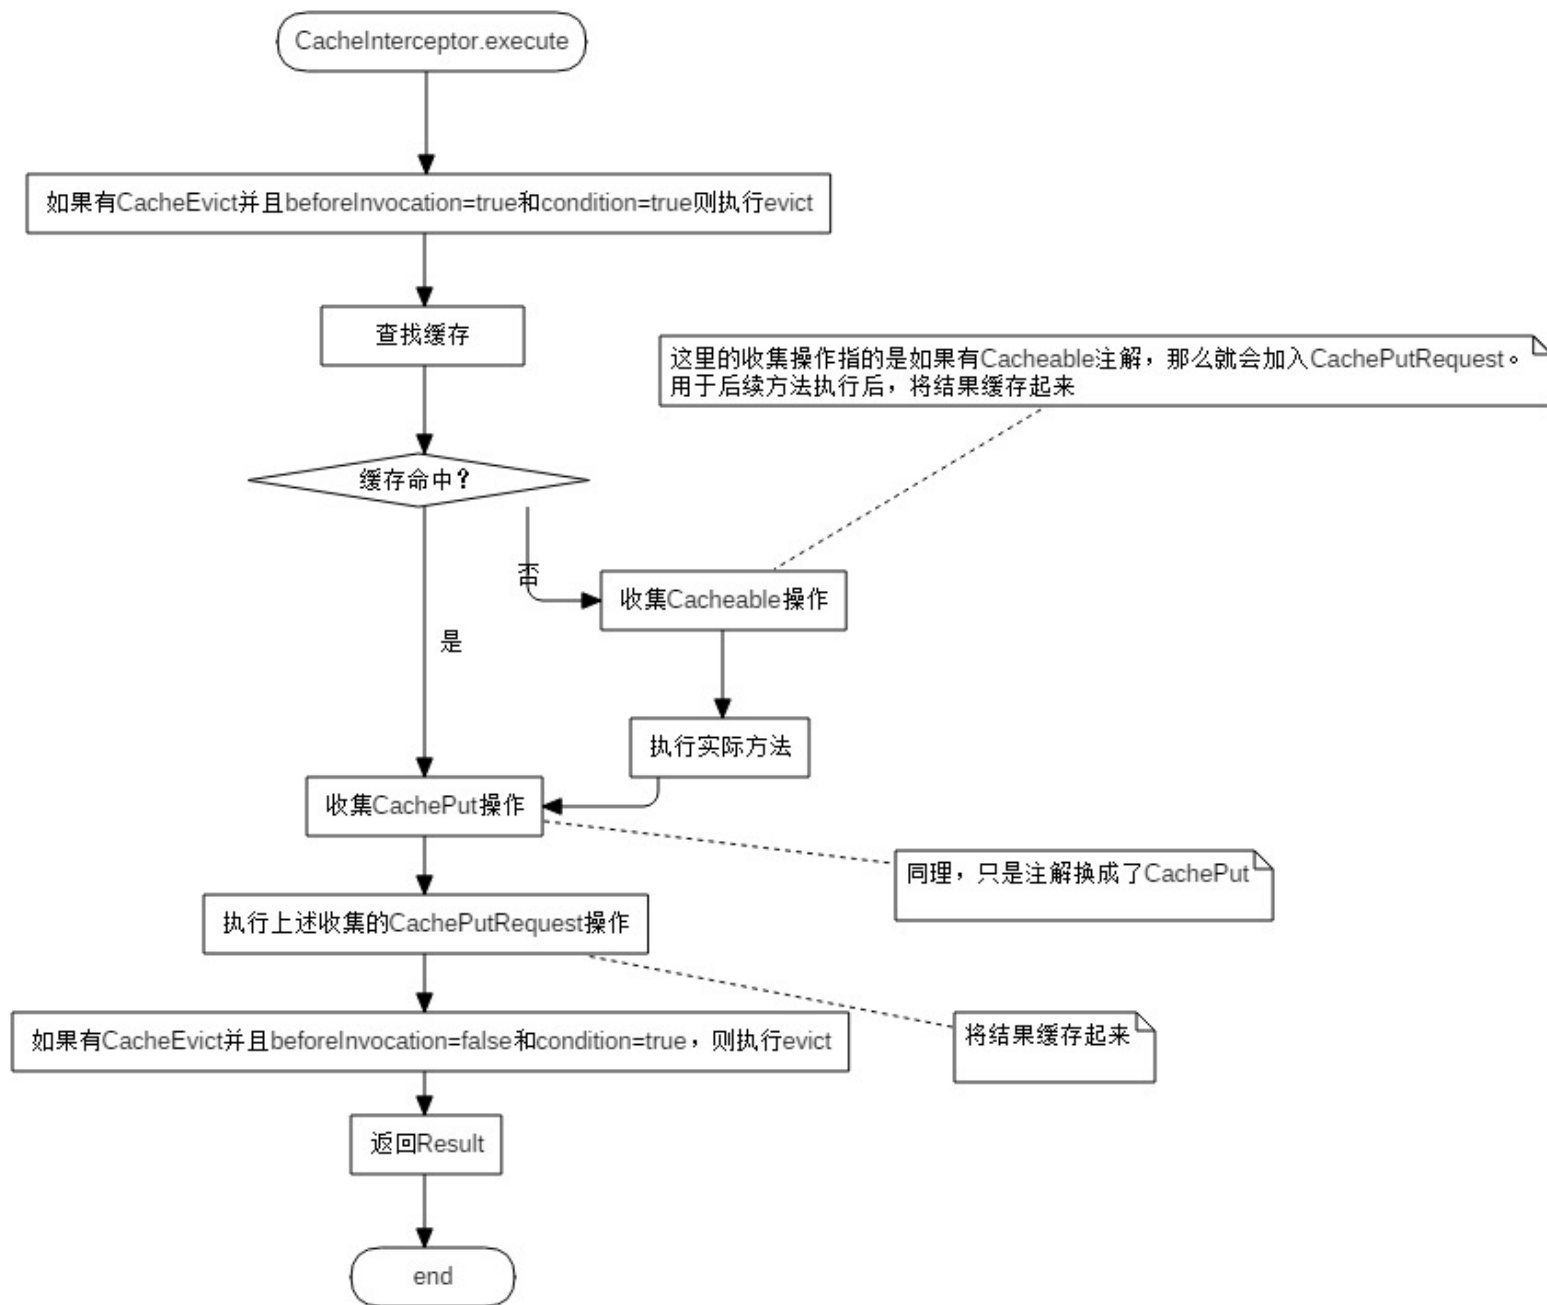 CacheInterceptor.execute
如果有CacheEvict并且beforeInvocation=true和condition=true则执行evict
查找缓存
这里的收集操作指的是如果有Cacheable注解，那么就会加入CachePutRequest。
用于后续方法执行后，将结果缓存起来
缓存命中？
否
收集Cacheable操作
是
执行实际方法
收集CachePut操作
同理，只是注解换成了CachePut
执行上述收集的CachePutRequest操作
将结果缓存起来
如果有CacheEvict并且beforeInvocation=false和condition=true，则执行evict
返回Result
end